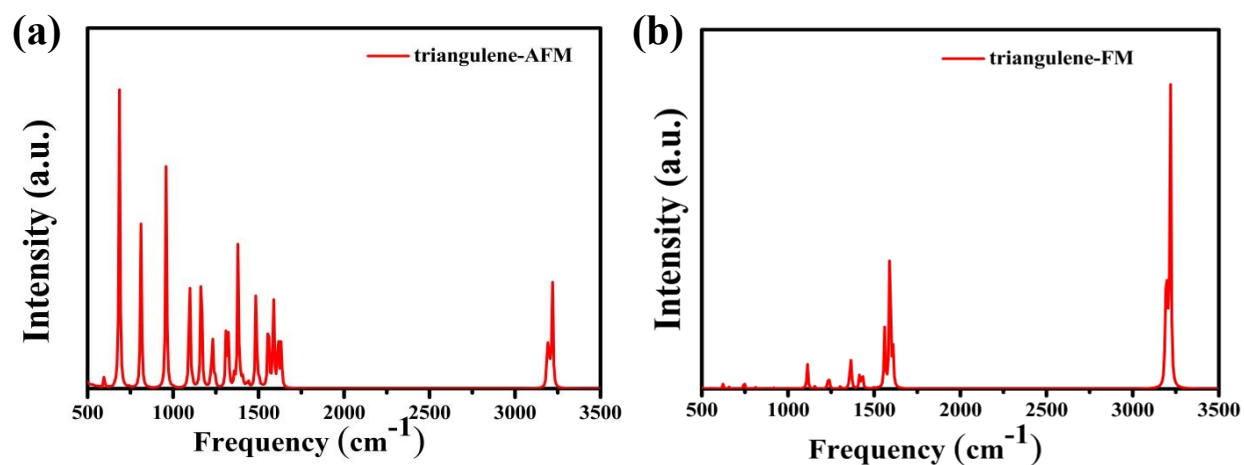 (a)
triangulene-AFM
Intensity (a.u.)
500 1000 1500 2000 2500 3000 3500
Frequency (cm⁻¹)
(b)
triangulene-FM
Intensity (a.u.)
500 1000 1500 2000 2500 3000 3500
Frequency (cm⁻¹)